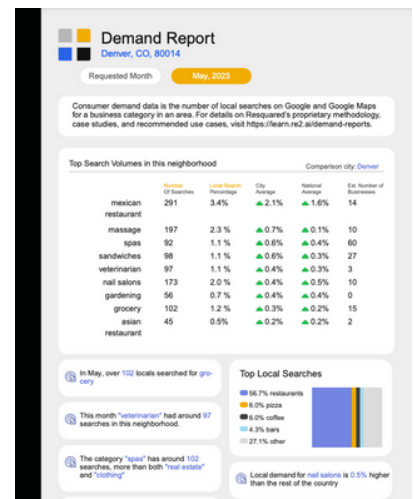 Demand Report
Denver, CO, 80014
Requested Month
May, 2023
Consumer demand data is the number of local searches on Google and Google Maps
for a business category in an area. For details on Resquared's proprietary methodology,
case studies, and recommended use cases, visit https://learn.re2.ai/demand-reports.
Top Search Volumes in this neighborhood
Comparison city: Denver
Number Of Searches Local Search Percentage City Average National Average Est. Number of Businesses
mexican restaurant 291 3.4% 2.1% 1.6% 14
massage 197 2.3 % 0.7% 0.1% 10
spas 92 1.1 % 0.6% 0.4% 60
sandwiches 98 1.1 % 0.6% 0.3% 27
veterinarian 97 1.1 % 0.4% 0.3% 3
nail salons 173 2.0 % 0.4% 0.5% 10
gardening 56 0.7 % 0.4% 0.4% 0
grocery 102 1.2 % 0.3% 0.2% 15
asian restaurant 45 0.5% 0.2% 0.2% 2
In May, over 102 locals searched for gro-
cery
This month "veterinarian" had around 97
searches in this neighborhood.
The category "spas" has around 102
searches, more than both "real estate"
and "clothing"
Top Local Searches
56.7% restaurants
6.0% pizza
6.0% coffee
4.3% bars
27.1% other
Local demand for nail salons is 0.5% higher
than the rest of the country